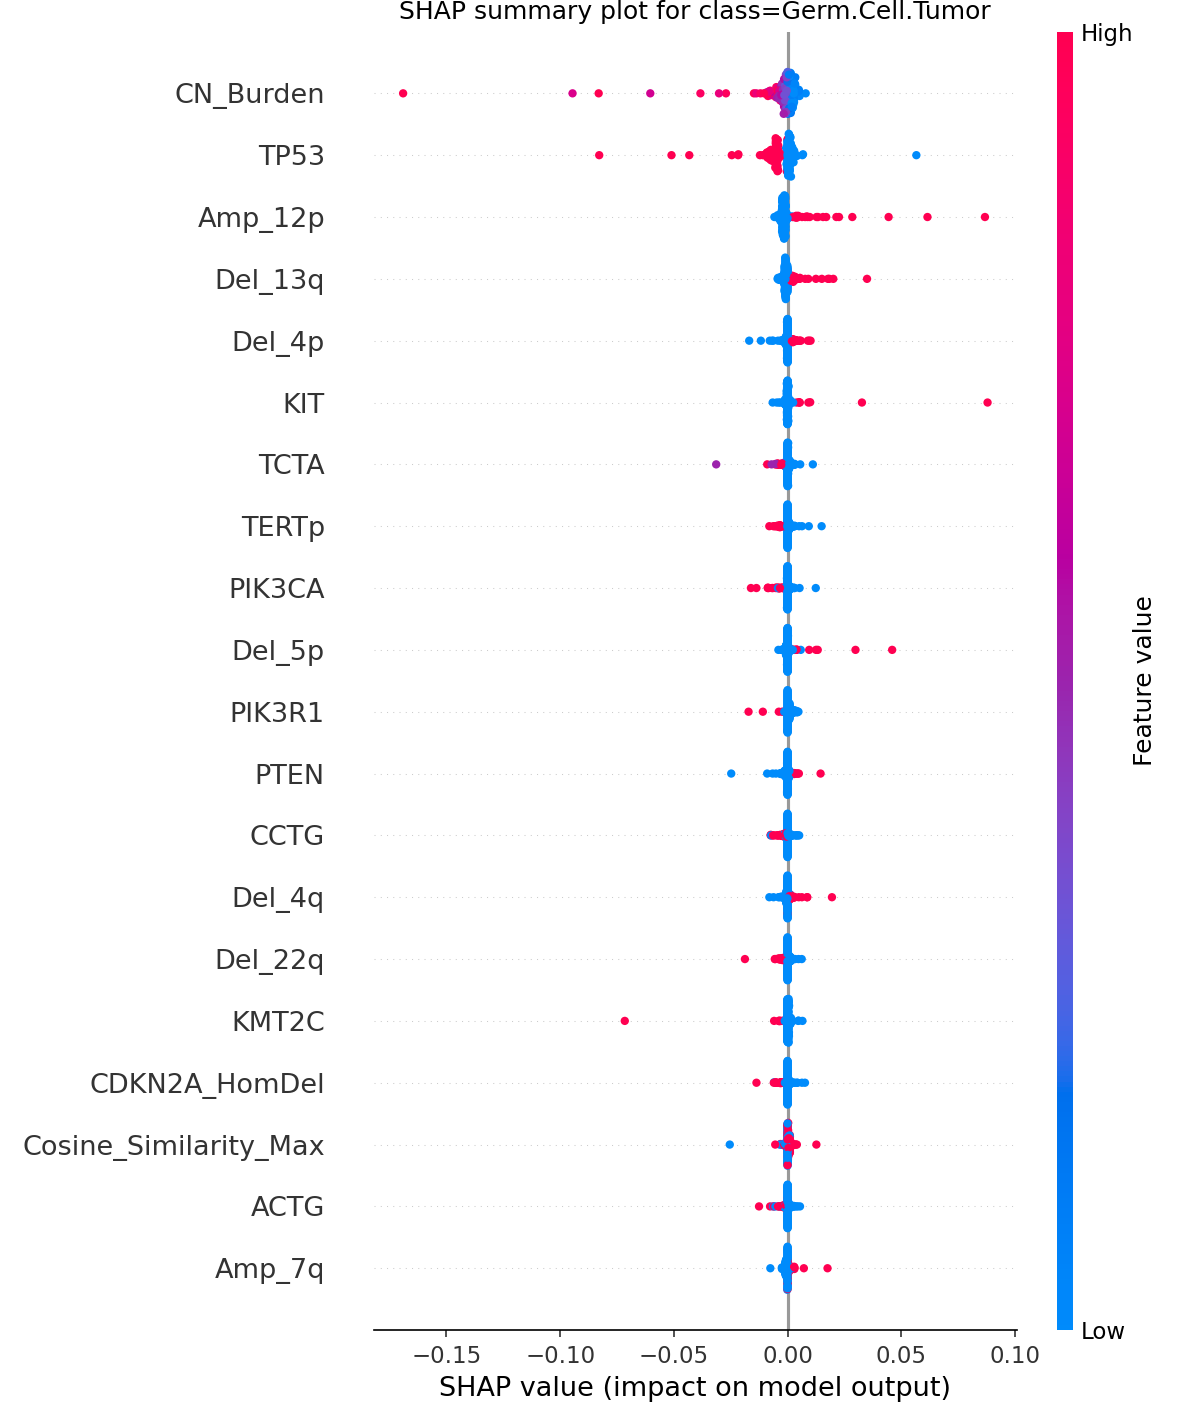 SHAP summary plot for class=Germ.Cell.Tumor
High
CN_Burden
TP53
Amp_12p
Del_13q
Del_4p
KIT
TCTA
TERTp
PIK3CA
Del_5p
PIK3R1
PTEN
CCTG
Del_4q
Del_22q
KMT2C
CDKN2A_HomDel
Cosine_Similarity_Max
ACTG
Amp_7q
Feature value
Low
−0.15 −0.10 −0.05 0.00 0.05 0.10
SHAP value (impact on model output)